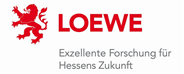 LOEWE
Exzellente Forschung für
Hessens Zukunft